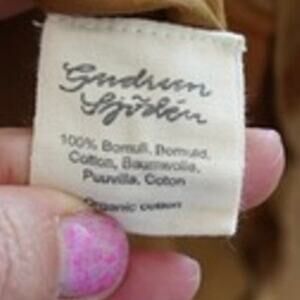 Gudrun
Sjödén
100% Bomull. Bomuld.
Cotton, Baumwolle,
Puuvilla, Coton
Organic cotton